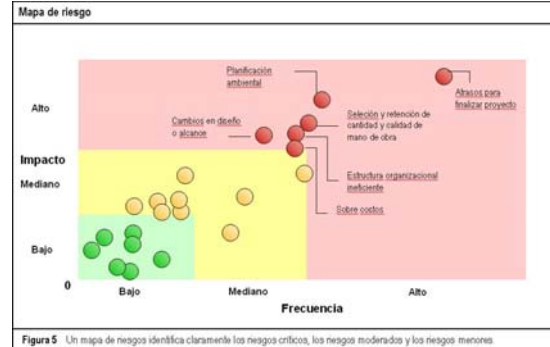 Mapa de riesgo
Planificación
ambiental
Atrasos para
finalizar proyecto
Alto
Cambios en diseño
o alcance
Seleción y retención de
cantidad y calidad de
mano de obra
Impacto
Mediano
Estructura organizacional
ineficiente
Sobre costos
Bajo
0
Bajo
Mediano
Alto
Frecuencia
Figura 5 Un mapa de riesgos identifica claramente los riesgos críticos, los riesgos moderados y los riesgos menores